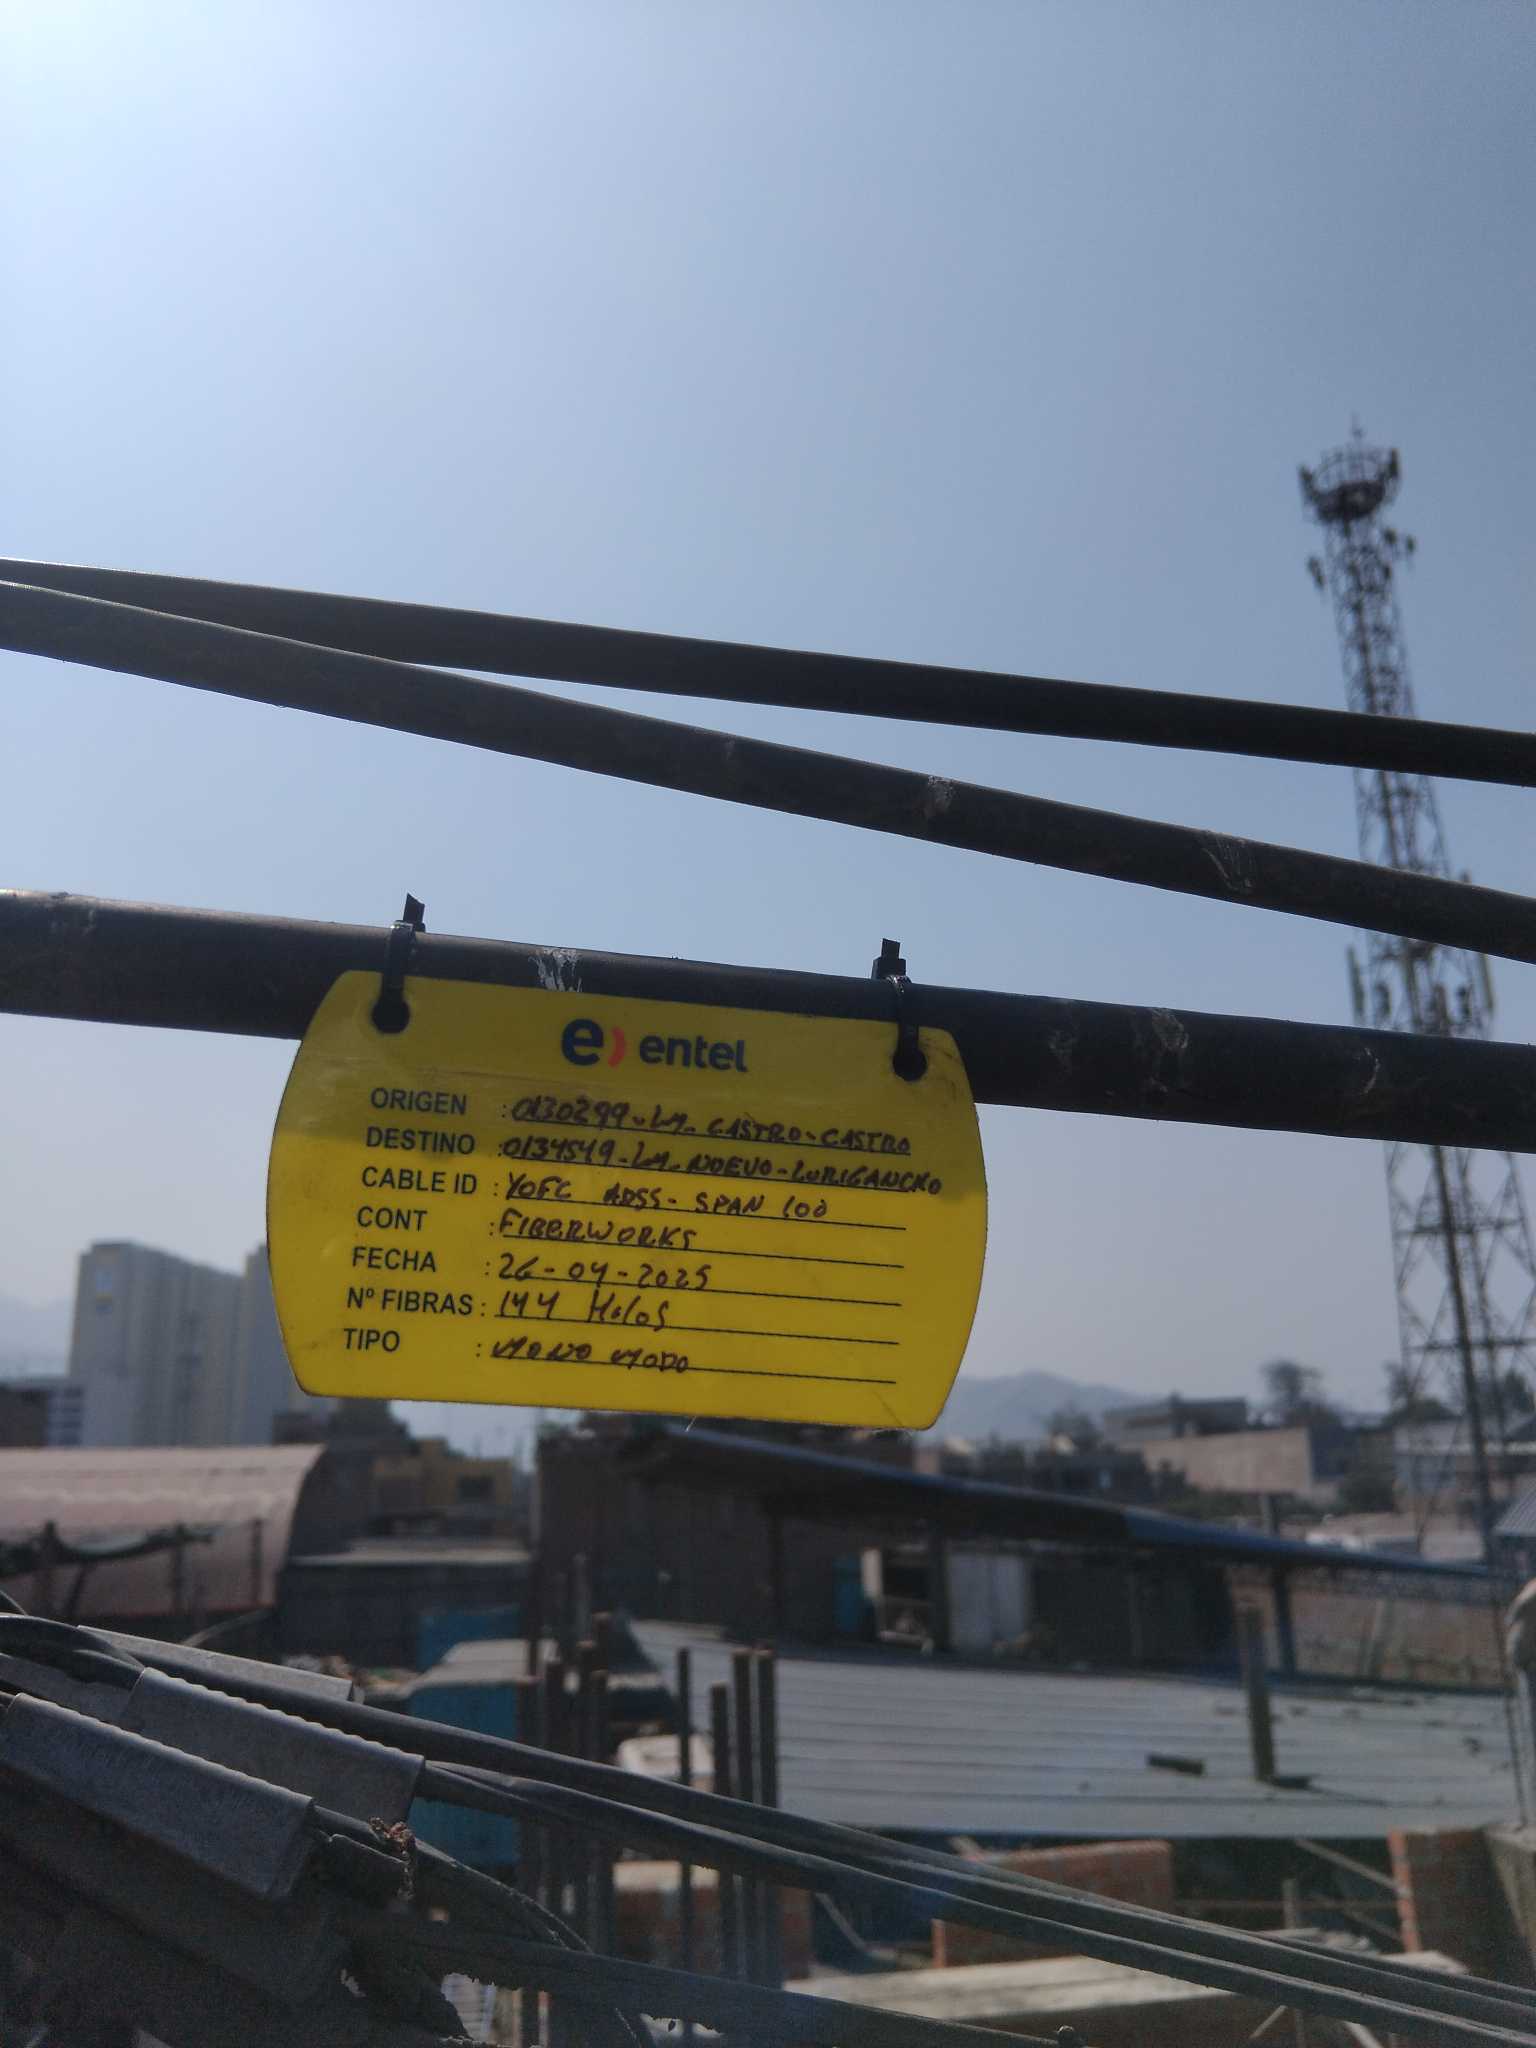 e) entel
ORIGEN : 0130299-LM-CASTRO-CASTRO
DESTINO : 0134549-LM-NUEVO-LURIGANCHO
CABLE ID : YOFC ADSS- SPAN 100
CONT : FIBERWORKS
FECHA : 26-04-2025
Nº FIBRAS : 144 Hilos
TIPO : MONO MODO